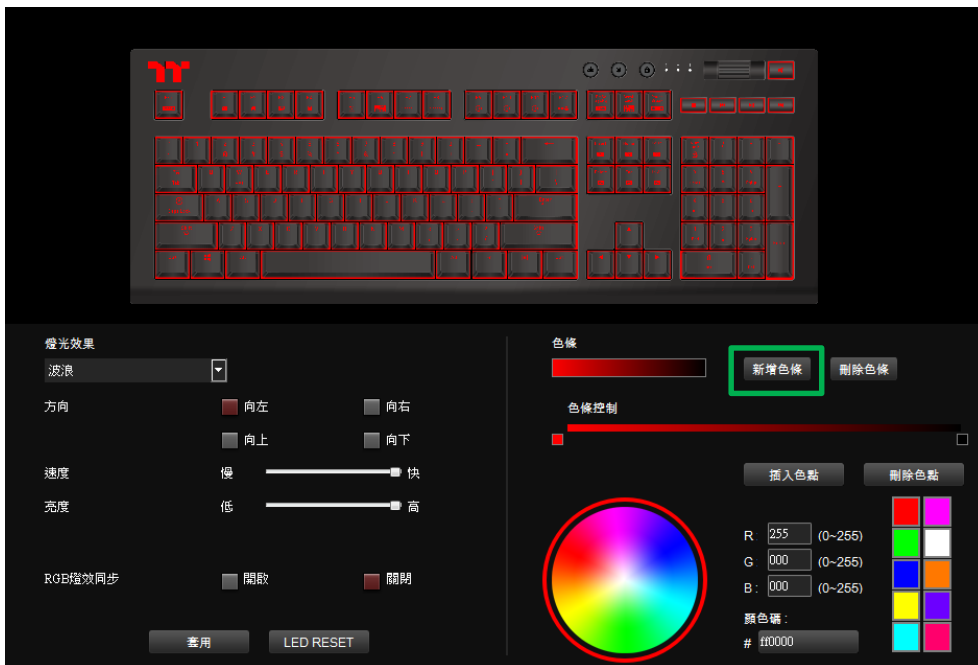 燈光效果
波浪
方向
向左
向右
向上
向下
速度
慢
快
亮度
低
高
RGB燈效同步
開啟
關閉
套用
LED RESET
色條
新增色條
刪除色條
色條控制
插入色點
刪除色點
R: 255 (0~255)
G: 000 (0~255)
B: 000 (0~255)
顏色碼：
# ff0000